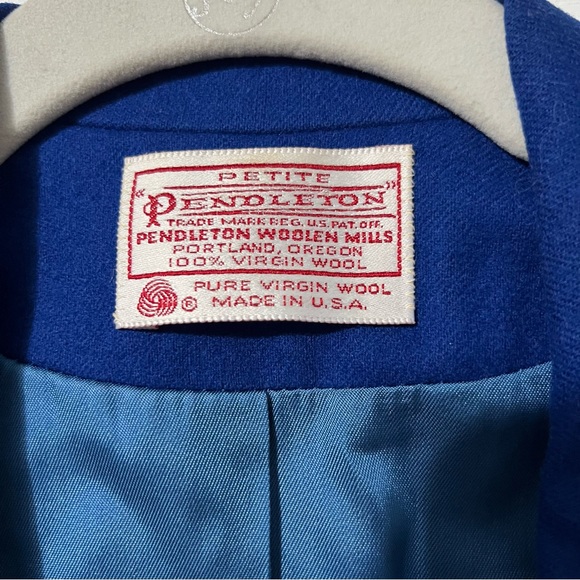 PETITE
"PENDLETON"
TRADE MARK REG. U.S. PAT. OFF.
PENDLETON WOOLEN MILLS
PORTLAND, OREGON
100% VIRGIN WOOL
® PURE VIRGIN WOOL
MADE IN U.S.A.